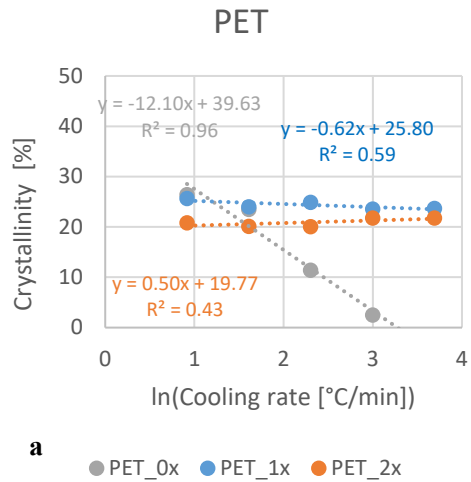 PET
50
40
30
20
10
0
Crystallinity [%]
y = -12.10x + 39.63
R² = 0.96
y = -0.62x + 25.80
R² = 0.59
y = 0.50x + 19.77
R² = 0.43
0 1 2 3 4
ln(Cooling rate [°C/min])
a
PET_0x PET_1x PET_2x